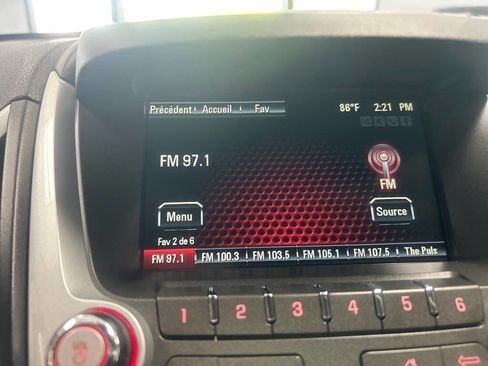 Précédent Accueil Fav 86°F 2:21 PM
FM 97.1
FM
Menu Source
Fav 2 de 6
FM 97.1 FM 100.3 FM 103.5 FM 105.1 FM 107.5 The Puls
1 2 3 4 5 6